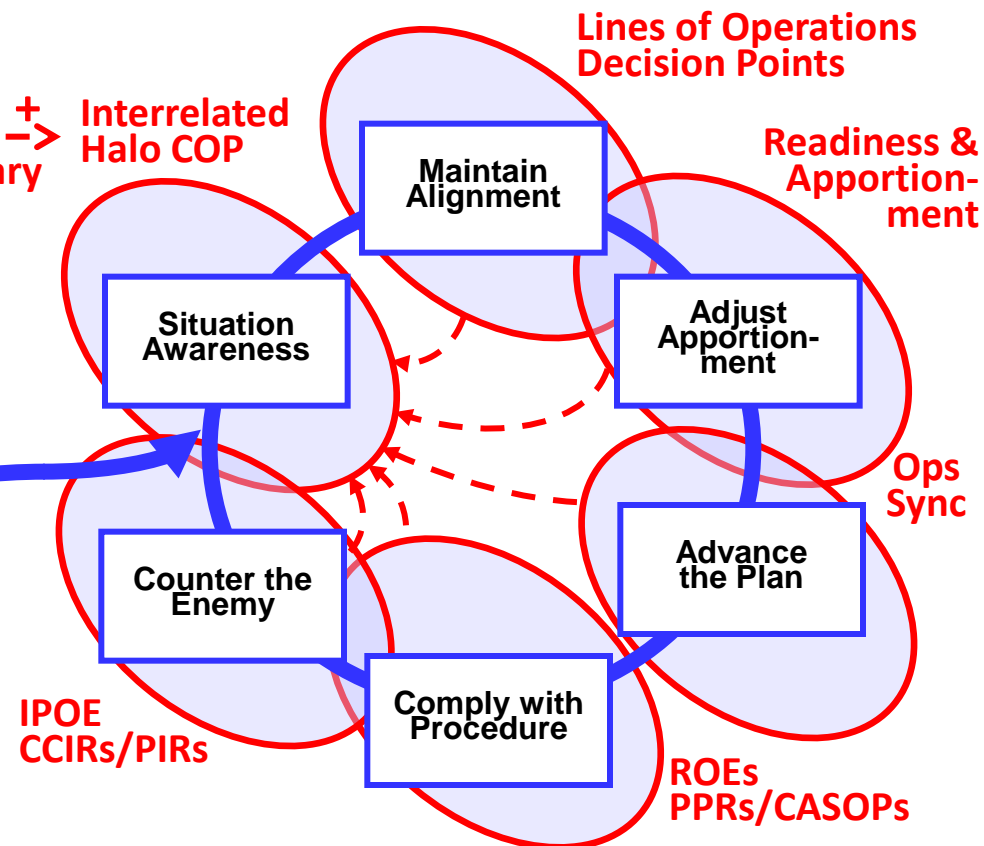 Lines of Operations
Decision Points
+
Interrelated
Halo COP
Readiness &
Apportion-
ment
Maintain
Alignment
Situation
Awareness
Adjust
Apportion-
ment
Ops
Sync
Advance
the Plan
Counter the
Enemy
Comply with
Procedure
IPOE
CCIRs/PIRs
ROEs
PPRs/CASOPs